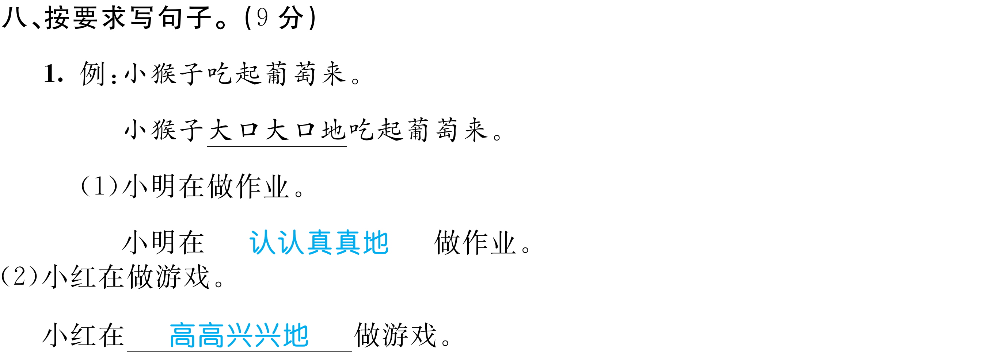 八、按要求写句子。(9 分)
1. 例:小猴子吃起葡萄来。
小猴子大口大口地吃起葡萄来。
(1)小明在做作业。
小明在 认认真真地 做作业。
(2)小红在做游戏。
小红在 高高兴兴地 做游戏。